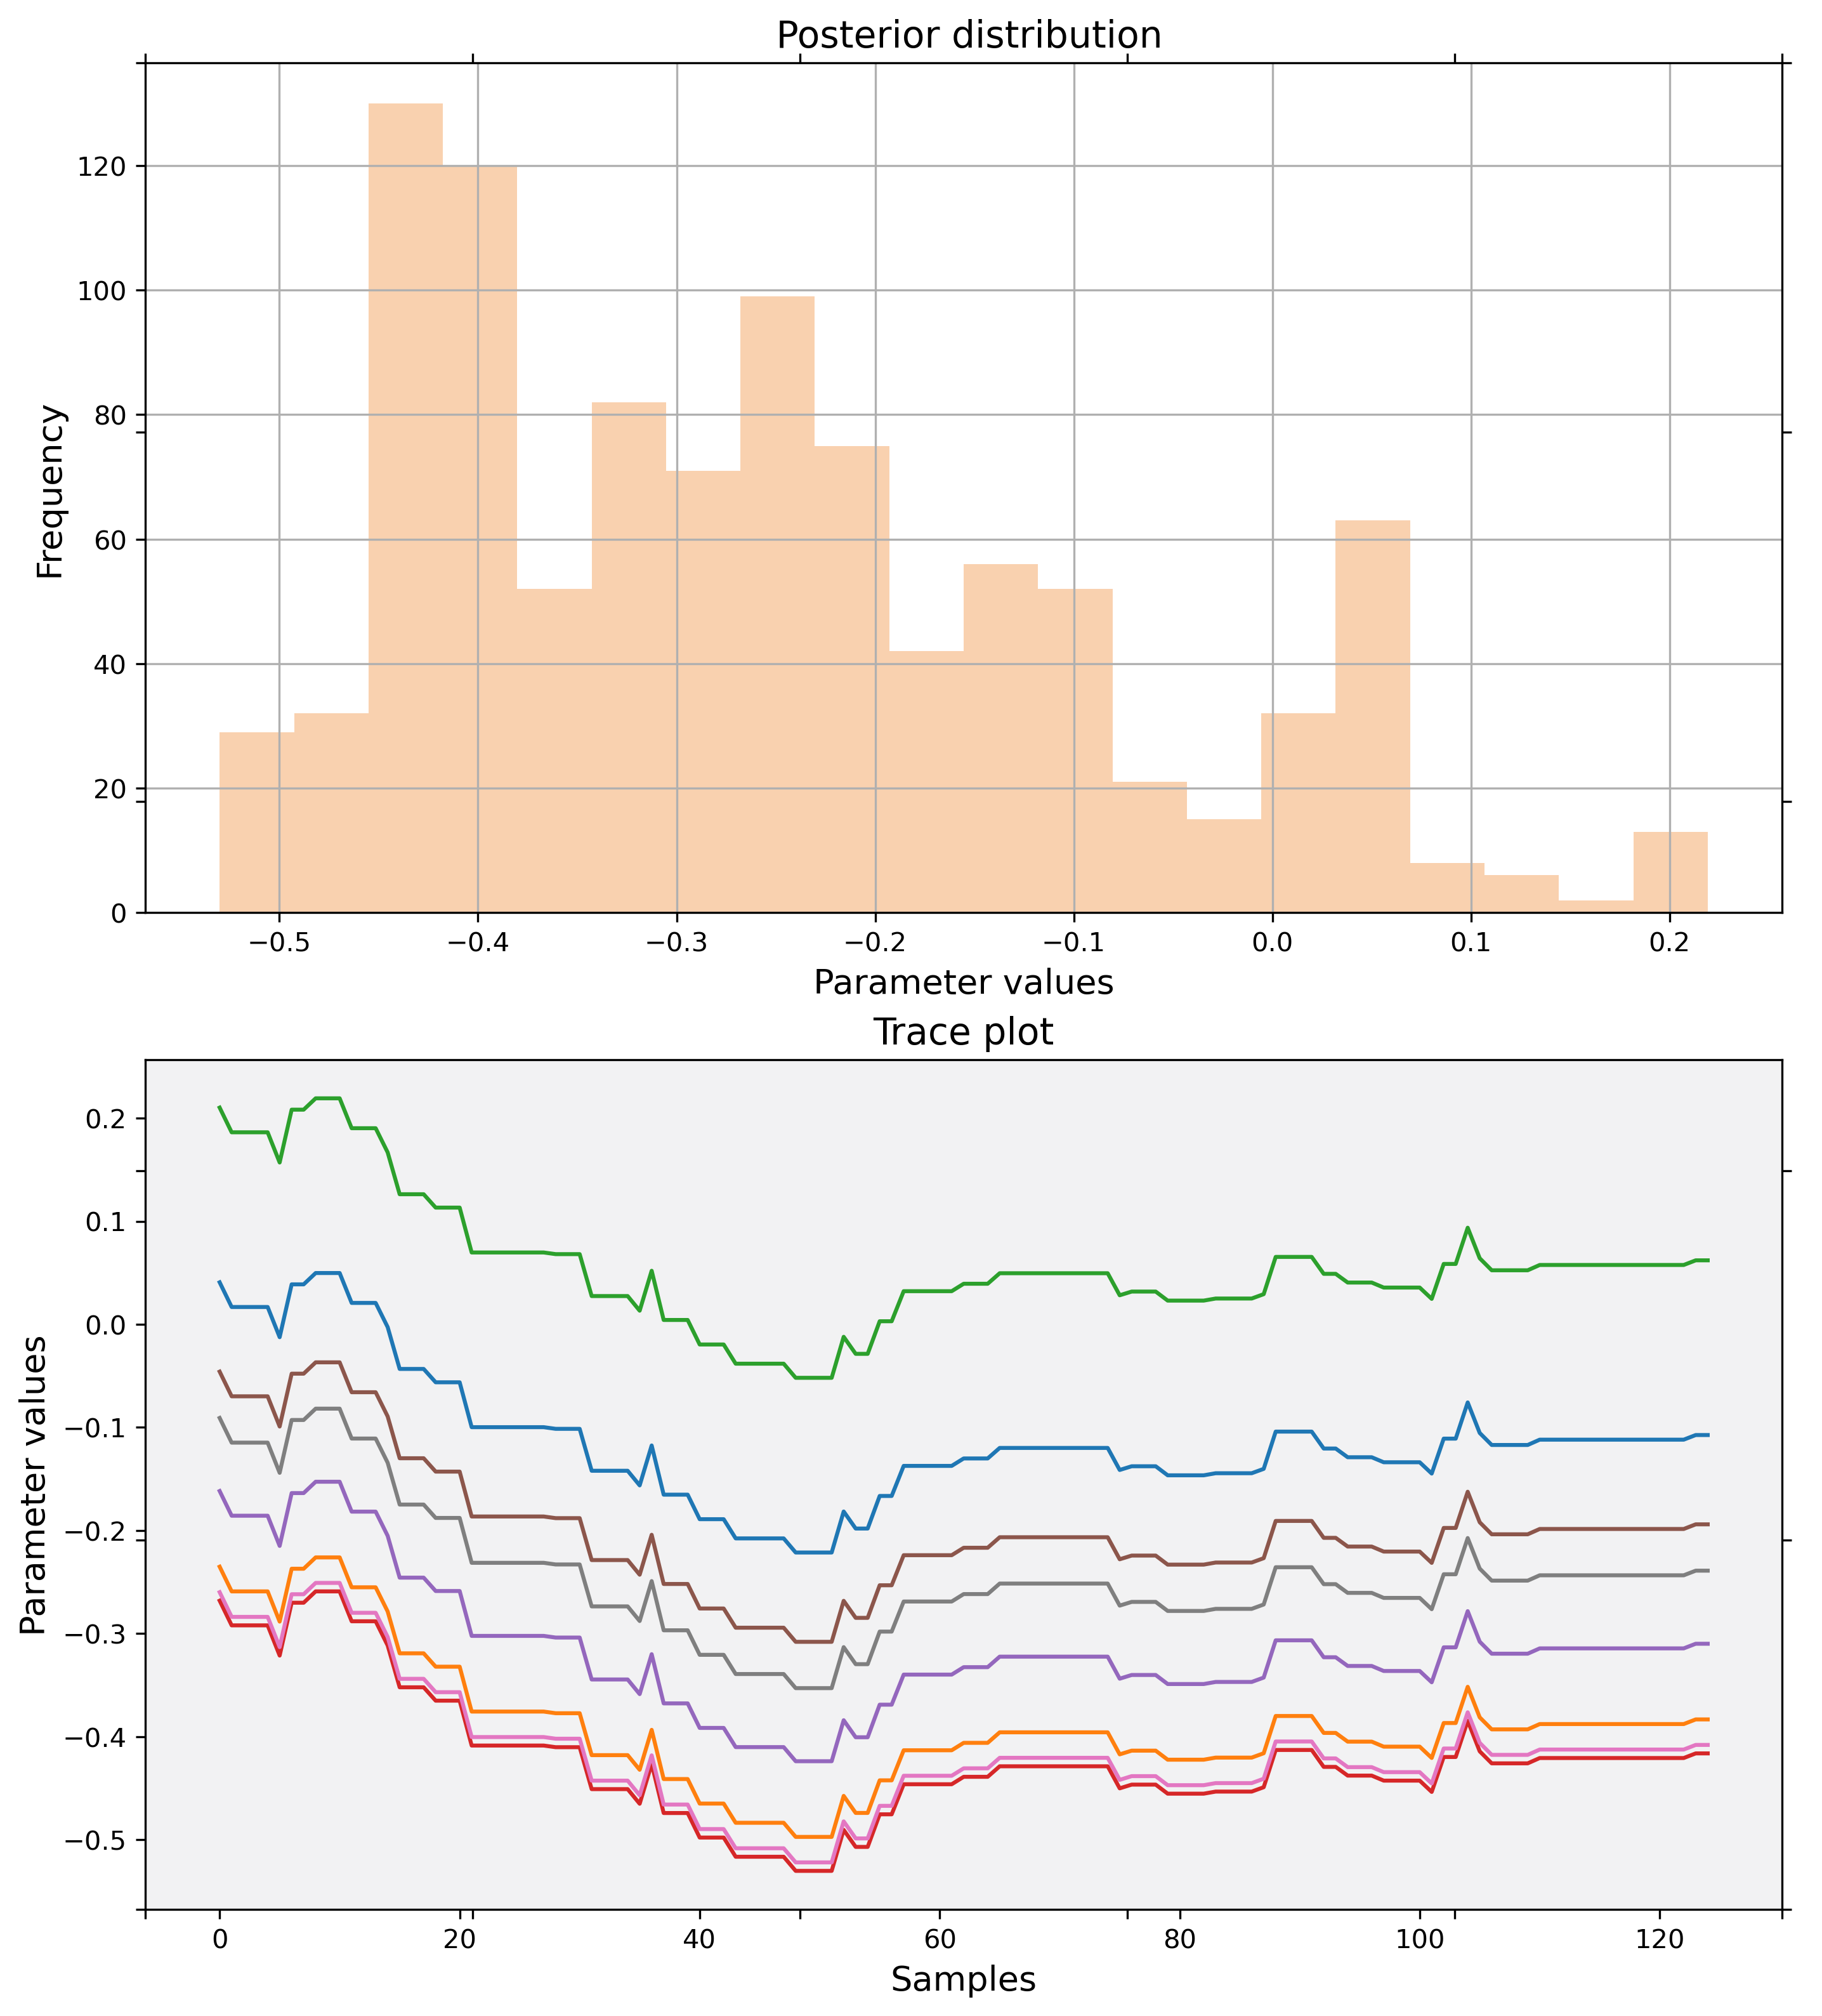 Posterior distribution
120
100
80
60
40
20
0
Frequency
−0.5 −0.4 −0.3 −0.2 −0.1 0.0 0.1 0.2
Parameter values
Trace plot
0.2
0.1
0.0
−0.1
−0.2
−0.3
−0.4
−0.5
Parameter values
0 20 40 60 80 100 120
Samples